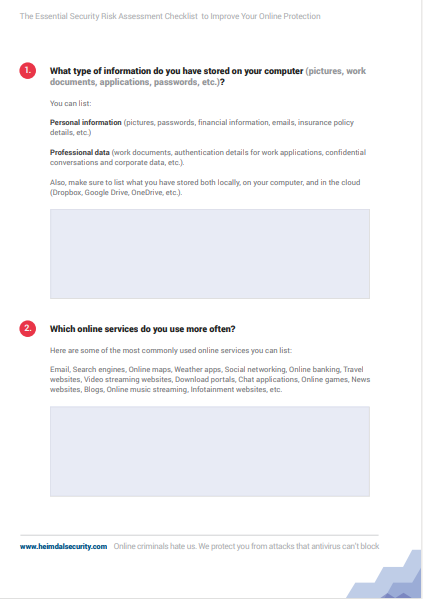 The Essential Security Risk Assessment Checklist to Improve Your Online Protection
1.
What type of information do you have stored on your computer (pictures, work
documents, applications, passwords, etc.)?
You can list:
Personal information (pictures, passwords, financial information, emails, insurance policy
details, etc.)
Professional data (work documents, authentication details for work applications, confidential
conversations and corporate data, etc.).
Also, make sure to list what you have stored both locally, on your computer, and in the cloud
(Dropbox, Google Drive, OneDrive, etc.).
2.
Which online services do you use more often?
Here are some of the most commonly used online services you can list:
Email, Search engines, Online maps, Weather apps, Social networking, Online banking, Travel
websites, Video streaming websites, Download portals, Chat applications, Online games, News
websites, Blogs, Online music streaming, Infotainment websites, etc.
www.heimdalsecurity.com Online criminals hate us. We protect you from attacks that antivirus can't block